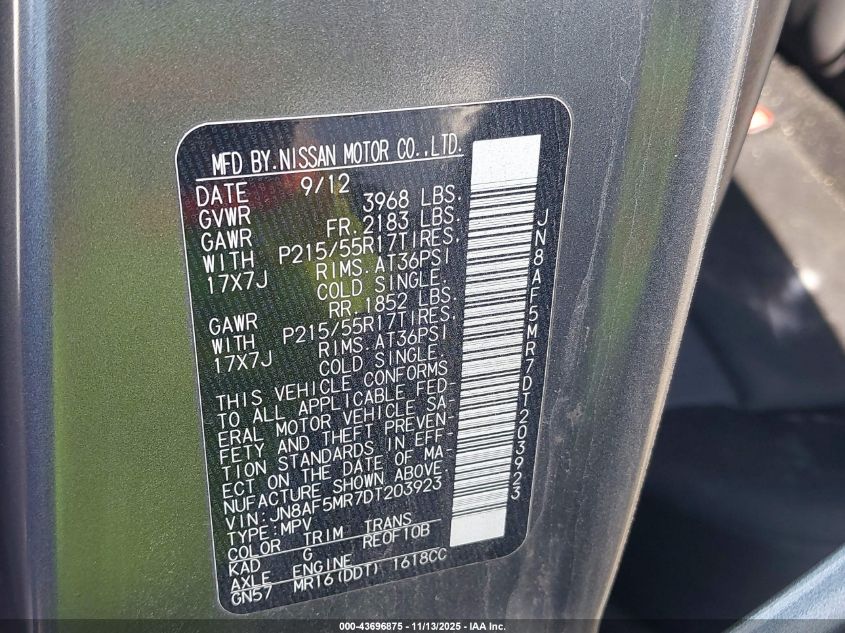 MFD BY.NISSAN MOTOR CO.,LTD.
DATE 9/12
GVWR 3968 LBS.
GAWR FR.2183 LBS.
WITH P215/55R17TIRES.
17X7J RIMS.AT36PSI
COLD SINGLE.
GAWR RR.1852 LBS.
WITH P215/55R17TIRES.
17X7J RIMS.AT36PSI
COLD SINGLE.
THIS VEHICLE CONFORMS
TO ALL APPLICABLE FED-
ERAL MOTOR VEHICLE SA-
FETY AND THEFT PREVEN-
TION STANDARDS IN EFF-
ECT ON THE DATE OF MA-
NUFACTURE SHOWN ABOVE.
VIN:JN8AF5MR7DT203923
TYPE:MPV
COLOR TRIM TRANS
KAD G RE0F10B
AXLE ENGINE
GN57 MR16(DDT) 1618CC
JN8AF5MR7DT203923
000-43696875 - 11/13/2025 - IAA Inc.